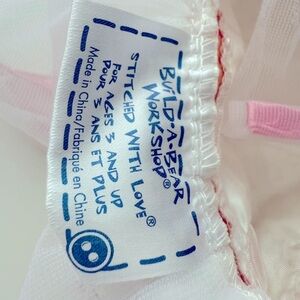 BUILD-A-BEAR
WORKSHOP®
STITCHED WITH LOVE®
FOR AGES 3 AND UP
POUR 3 ANS ET PLUS
Made in China/Fabriqué en Chine